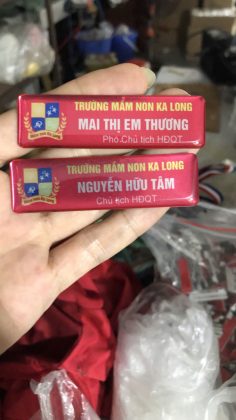 TRƯỜNG MẦM NON KA LONG
MAI THỊ EM THƯƠNG
Phó Chủ tịch HĐQT
TRƯỜNG MẦM NON KA LONG
NGUYỄN HỮU TÂM
Chủ tịch HĐQT